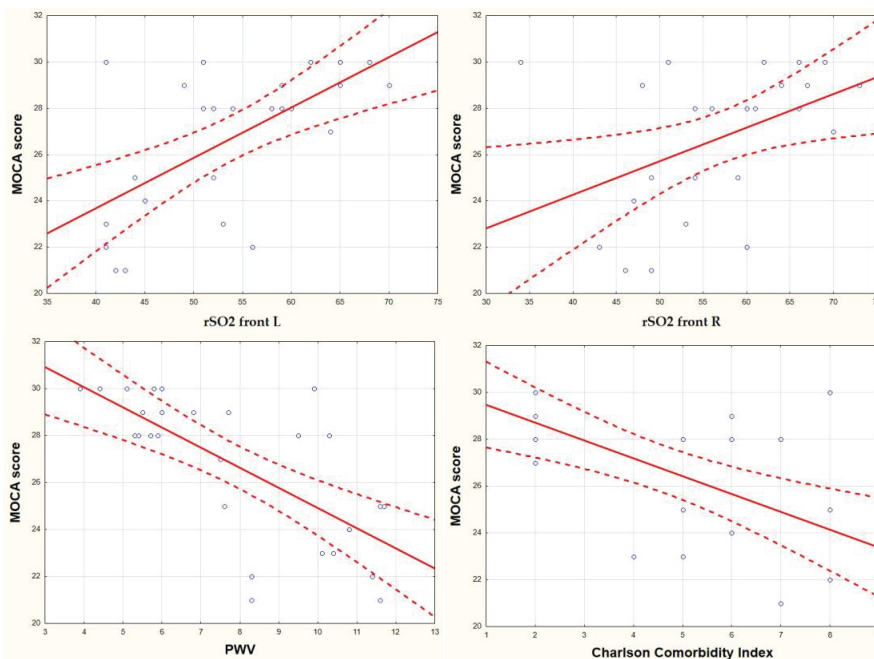 32
30
28
26
24
22
20
MOCA score
35 40 45 50 55 60 65 70 75
rSO2 front L
32
30
28
26
24
22
20
MOCA score
30 35 40 45 50 55 60 65 70
rSO2 front R
32
30
28
26
24
22
20
MOCA score
3 4 5 6 7 8 9 10 11 12 13
PWV
32
30
28
26
24
22
20
MOCA score
1 2 3 4 5 6 7 8
Charlson Comorbidity Index